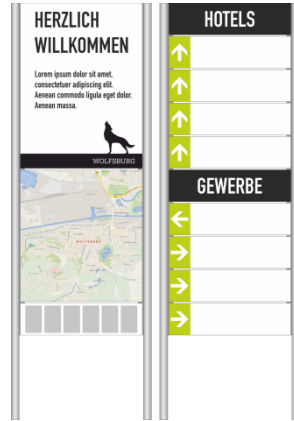 HERZLICH
WILLKOMMEN
Lorem ipsum dolor sit amet,
consectetuer adipiscing elit.
Aenean commodo ligula eget dolor.
Aenean massa.
WOLFSBURG
WOLFSBURG
HOTELS
GEWERBE